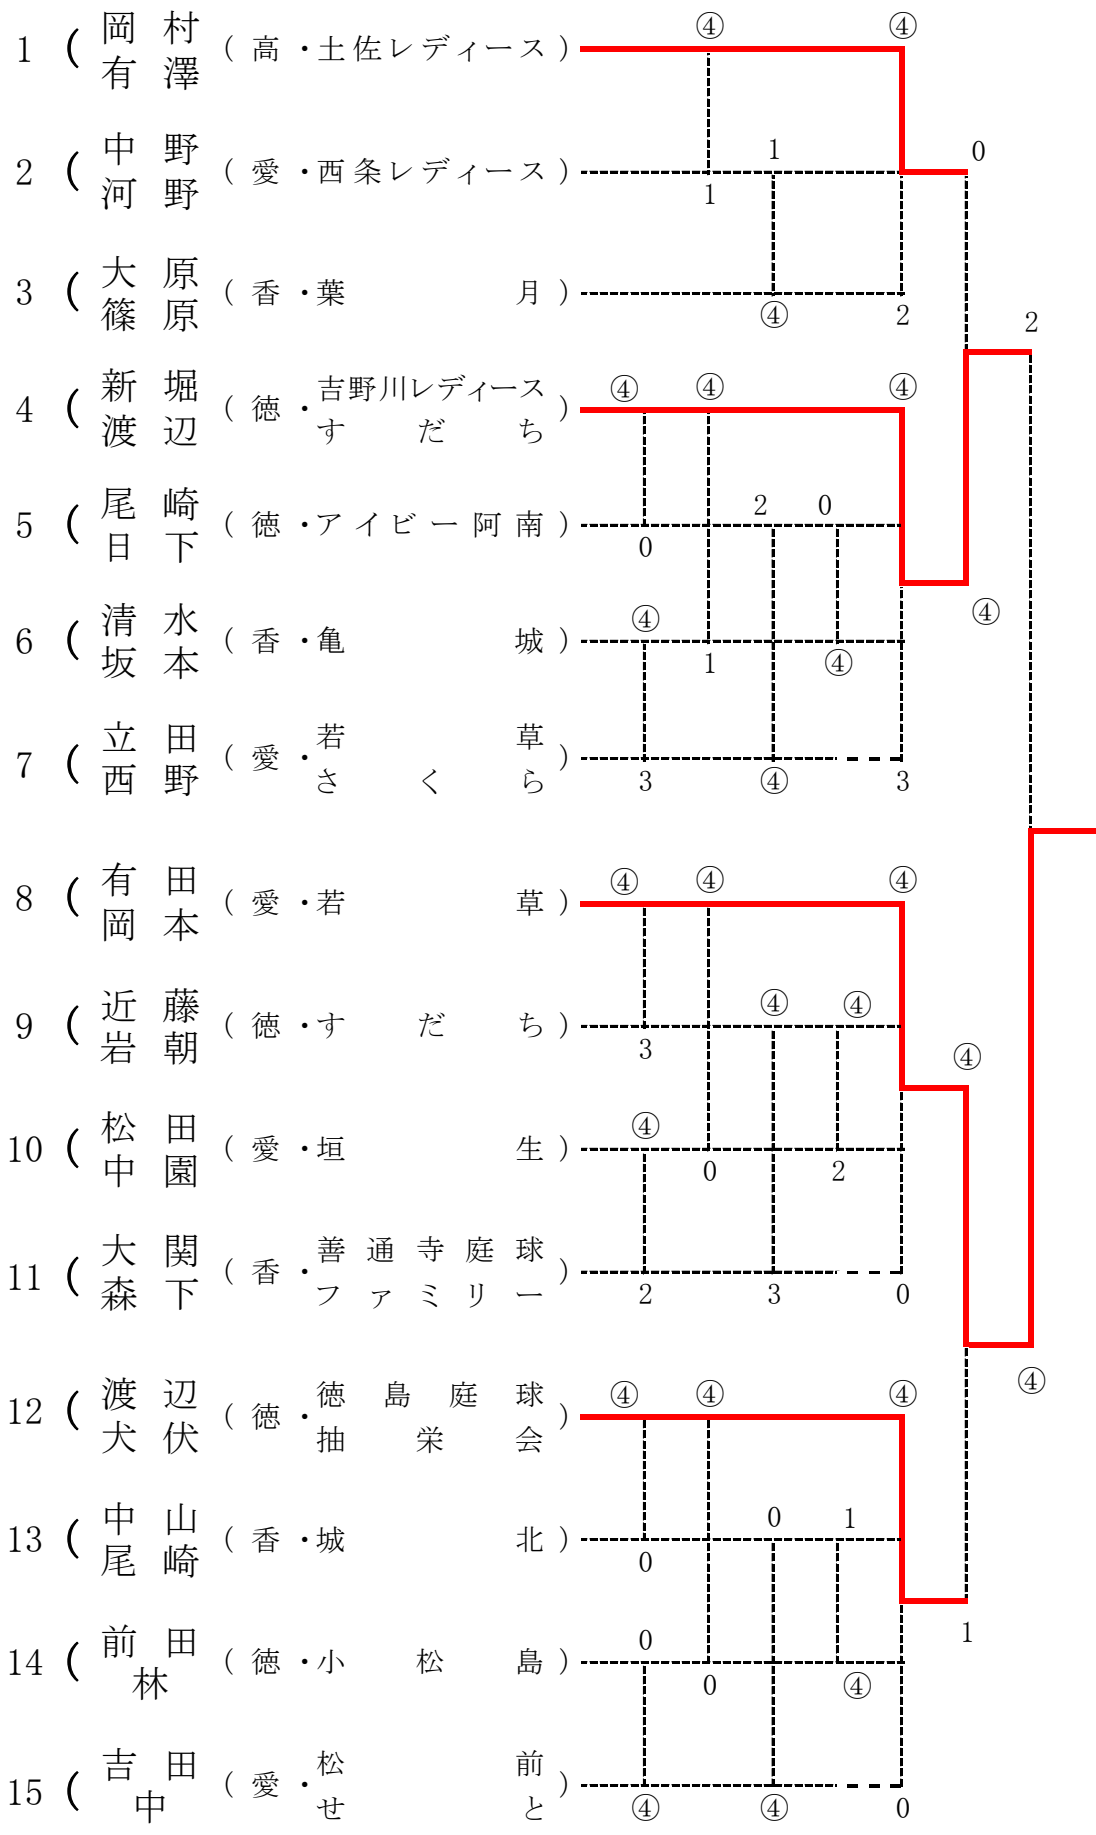 ④ ④
1 ( 岡村 有澤 ( 高・土佐レディース )
1 0
2 ( 中野 河野 ( 愛・西条レディース )
1
3 ( 大原 篠原 ( 香・葉月 )
④ 2
2
④ ④ ④
4 ( 新堀 渡辺 ( 徳・吉野川レディース すだち )
2 0
5 ( 尾崎 日下 ( 徳・アイビー阿南 )
0
④ ④
6 ( 清水 坂本 ( 香・亀城 )
1 ④
7 ( 立田 西野 ( 愛・若草 さくら )
3 ④ 3
④ ④ ④
8 ( 有田 岡本 ( 愛・若草 )
④ ④
9 ( 近藤 岩朝 ( 徳・すだち )
3 ④
④
10 ( 松田 中園 ( 愛・垣生 )
0 2
11 ( 大関 森下 ( 香・善通寺庭球 ファミリー )
2 3 0
④ ④ ④ ④
12 ( 渡辺 犬伏 ( 徳・徳島庭球 抽栄会 )
0 1
13 ( 中山 尾崎 ( 香・城北 )
0
0 1
14 ( 前田 林 ( 徳・小松島 )
0 ④
15 ( 吉田 中 ( 愛・松前 せと )
④ ④ 0